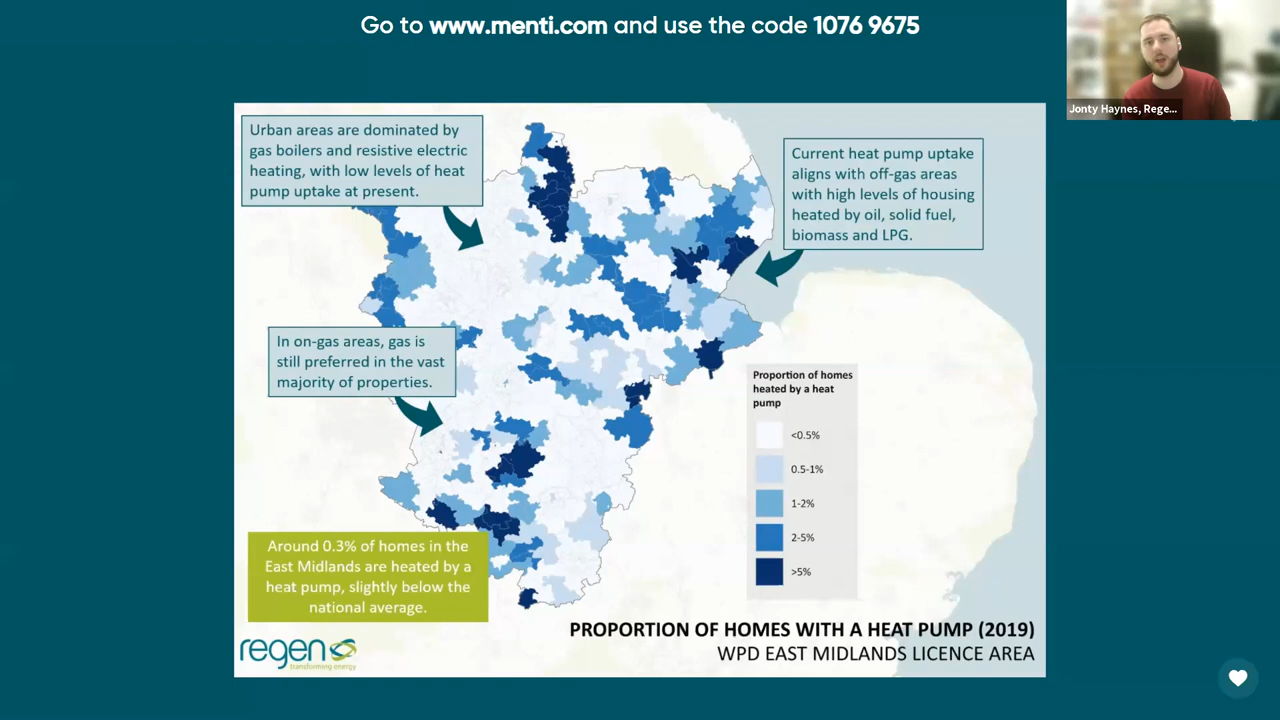 Go to www.menti.com and use the code 1076 9675
Jonty Haynes, Rege...
Urban areas are dominated by
gas boilers and resistive electric
heating, with low levels of heat
pump uptake at present.
Current heat pump uptake
aligns with off-gas areas
with high levels of housing
heated by oil, solid fuel,
biomass and LPG.
In on-gas areas, gas is
still preferred in the vast
majority of properties.
Proportion of homes
heated by a heat
pump
<0.5%
0.5-1%
1-2%
2-5%
>5%
Around 0.3% of homes in the
East Midlands are heated by a
heat pump, slightly below the
national average.
PROPORTION OF HOMES WITH A HEAT PUMP (2019)
WPD EAST MIDLANDS LICENCE AREA
regen
transforming energy